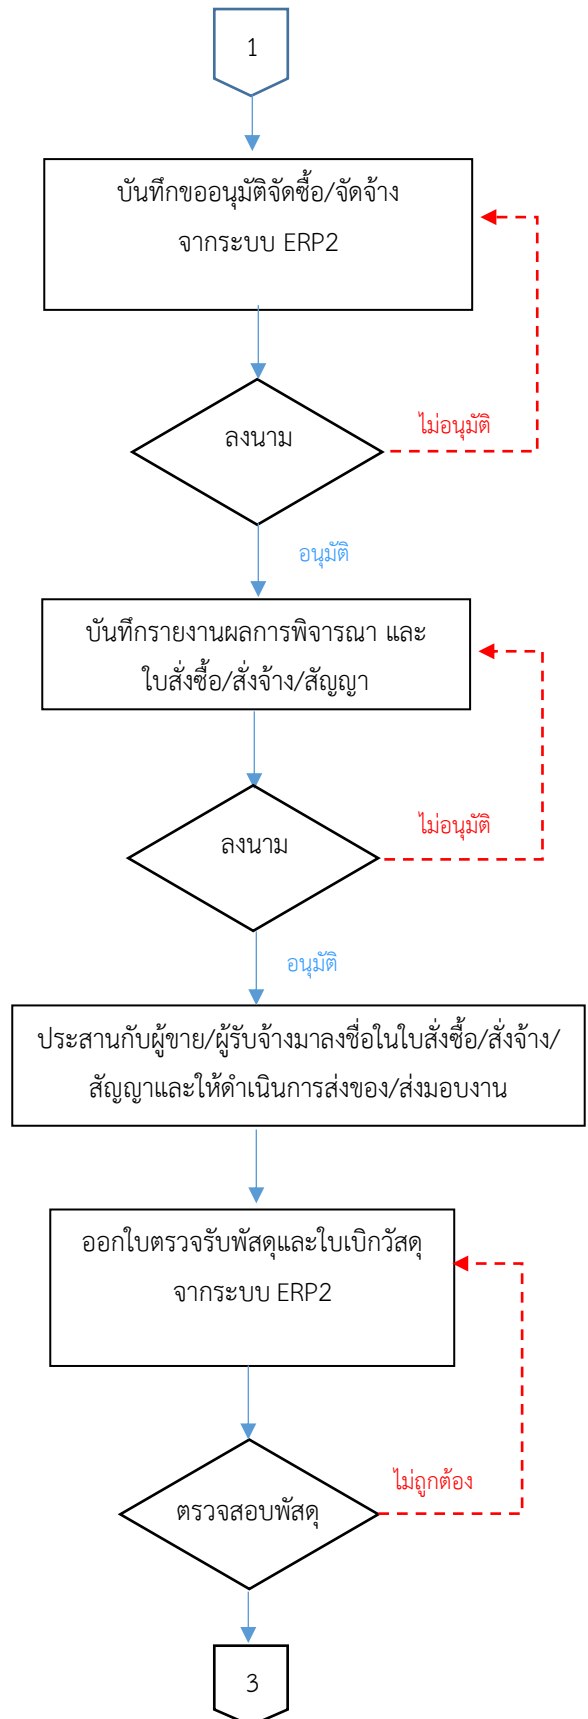 1
บันทึกขออนุมัติจัดซื้อ/จัดจ้าง
จากระบบ ERP2
ลงนาม
ไม่อนุมัติ
อนุมัติ
บันทึกรายงานผลการพิจารณา และ
ใบสั่งซื้อ/สั่งจ้าง/สัญญา
ลงนาม
ไม่อนุมัติ
อนุมัติ
ประสานกับผู้ขาย/ผู้รับจ้างมาลงชื่อในใบสั่งซื้อ/สั่งจ้าง/
สัญญาและให้ดำเนินการส่งของ/ส่งมอบงาน
ออกใบตรวจรับพัสดุและใบเบิกวัสดุ
จากระบบ ERP2
ไม่ถูกต้อง
ตรวจสอบพัสดุ
3